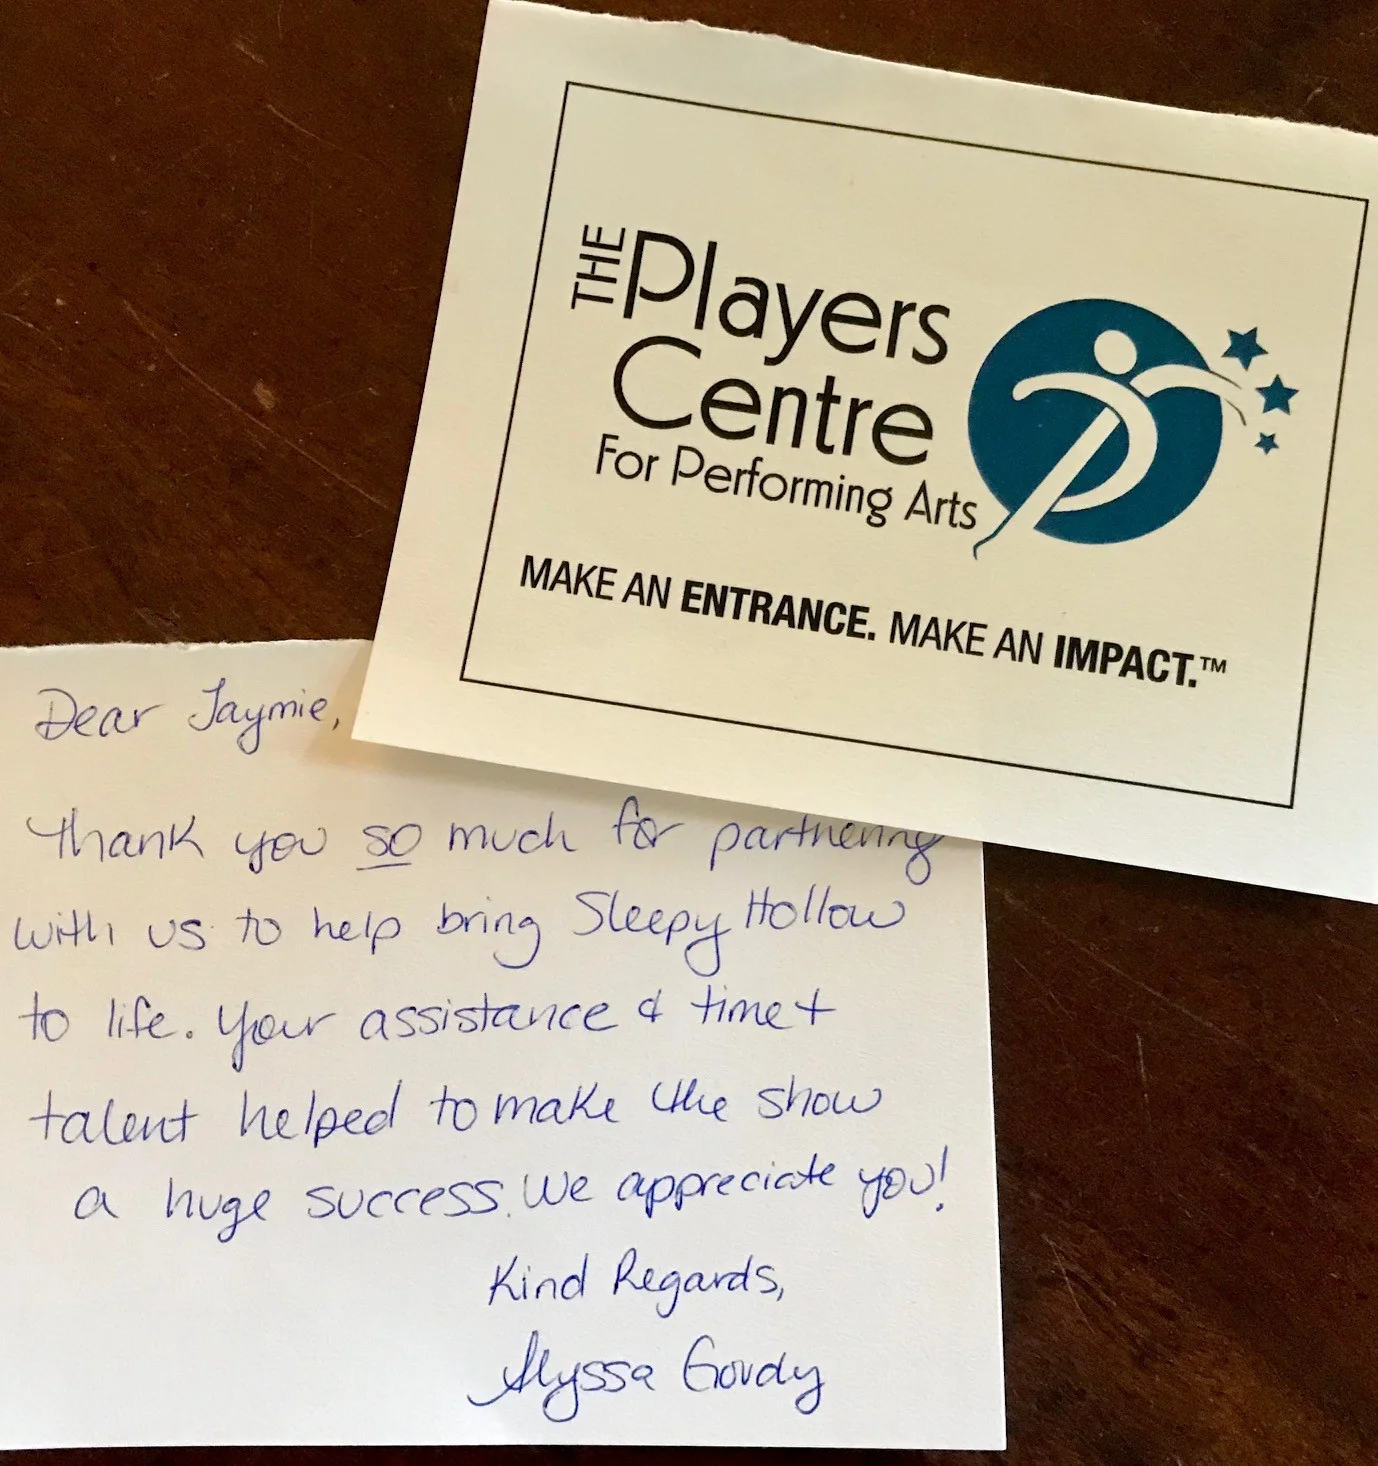 THE Players
Centre
For Performing Arts
MAKE AN ENTRANCE. MAKE AN IMPACT.™
Dear Jaymie,
Thank you so much for parthering
with us to help bring Sleepy Hollow
to life. Your assistance & time +
talent helped to make the show
a huge success. We appreciate you!
Kind Regards,
Alyssa Goudy